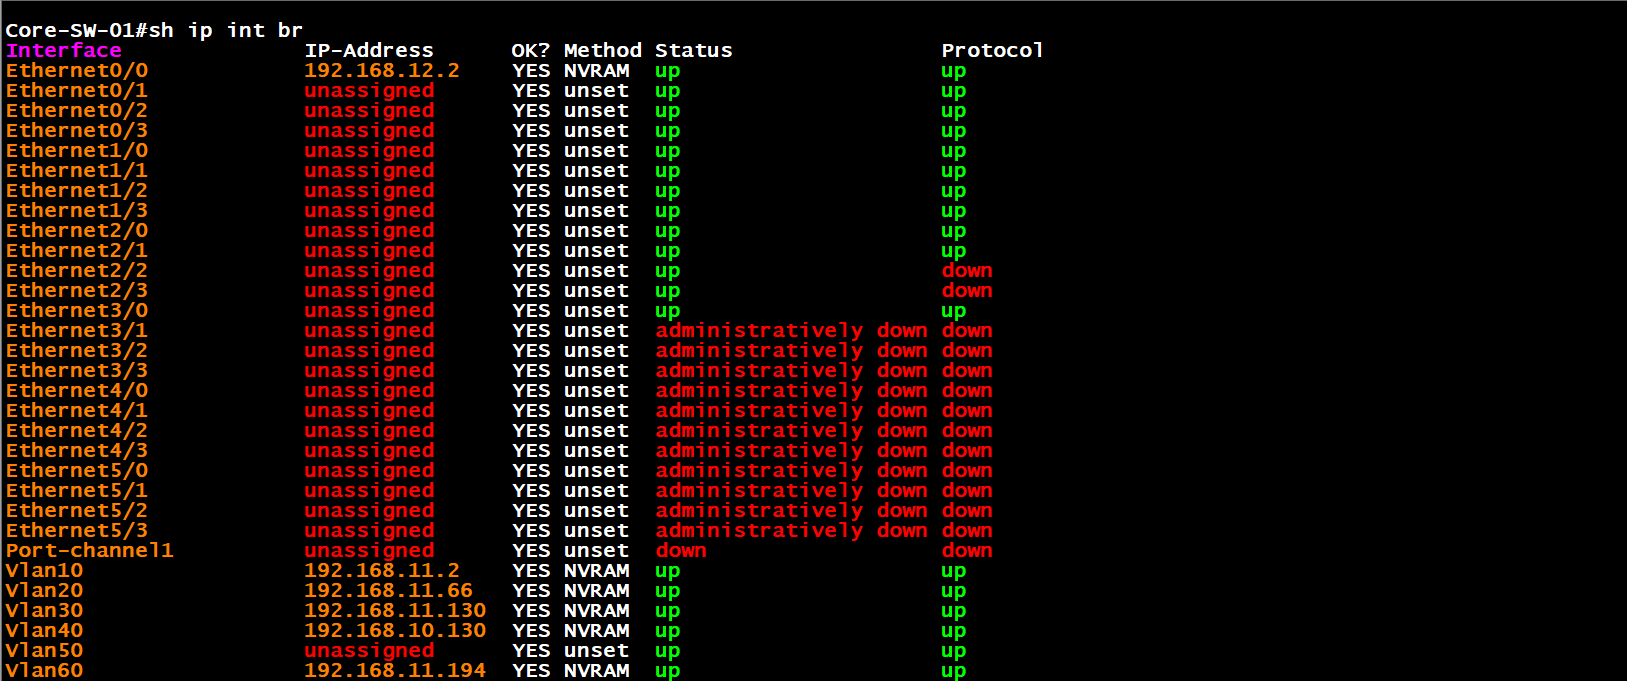 Core-SW-01#sh ip int br
Interface IP-Address OK? Method Status Protocol
Ethernet0/0 192.168.12.2 YES NVRAM up up
Ethernet0/1 unassigned YES unset up up
Ethernet0/2 unassigned YES unset up up
Ethernet0/3 unassigned YES unset up up
Ethernet1/0 unassigned YES unset up up
Ethernet1/1 unassigned YES unset up up
Ethernet1/2 unassigned YES unset up up
Ethernet1/3 unassigned YES unset up up
Ethernet2/0 unassigned YES unset up up
Ethernet2/1 unassigned YES unset up up
Ethernet2/2 unassigned YES unset up down
Ethernet2/3 unassigned YES unset up down
Ethernet3/0 unassigned YES unset up up
Ethernet3/1 unassigned YES unset administratively down down
Ethernet3/2 unassigned YES unset administratively down down
Ethernet3/3 unassigned YES unset administratively down down
Ethernet4/0 unassigned YES unset administratively down down
Ethernet4/1 unassigned YES unset administratively down down
Ethernet4/2 unassigned YES unset administratively down down
Ethernet4/3 unassigned YES unset administratively down down
Ethernet5/0 unassigned YES unset administratively down down
Ethernet5/1 unassigned YES unset administratively down down
Ethernet5/2 unassigned YES unset administratively down down
Ethernet5/3 unassigned YES unset administratively down down
Port-channel1 unassigned YES unset down down
Vlan10 192.168.11.2 YES NVRAM up up
Vlan20 192.168.11.66 YES NVRAM up up
Vlan30 192.168.11.130 YES NVRAM up up
Vlan40 192.168.10.130 YES NVRAM up up
Vlan50 unassigned YES unset up up
Vlan60 192.168.11.194 YES NVRAM up up